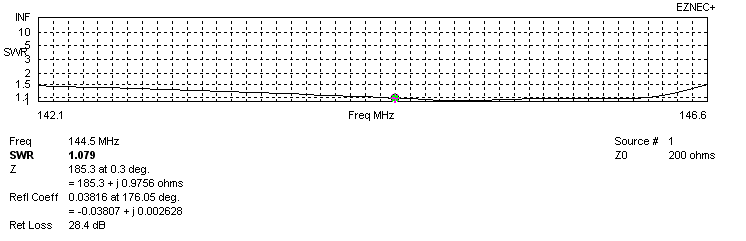 EZNEC+
INF
10
5
SWR
3
2
1.5
1.1
142.1 Freq MHz 146.6
Freq 144.5 MHz Source # 1
SWR 1.079 Z0 200 ohms
Z 185.3 at 0.3 deg.
= 185.3 + j 0.9756 ohms
Refl Coeff 0.03816 at 176.05 deg.
= -0.03807 + j 0.002628
Ret Loss 28.4 dB